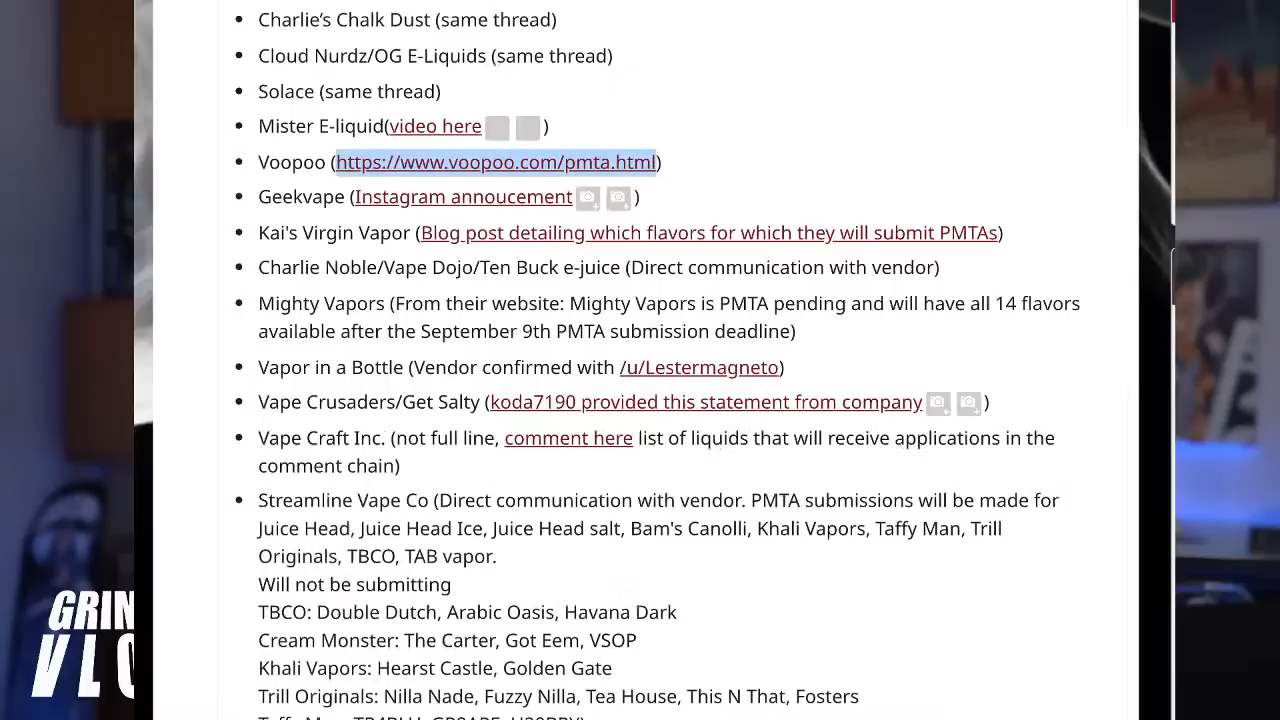 Charlie’s Chalk Dust (same thread)
Cloud Nurdz/OG E-Liquids (same thread)
Solace (same thread)
Mister E-liquid(video here )
Voopoo (https://www.voopoo.com/pmta.html)
Geekvape (Instagram annoucement )
Kai's Virgin Vapor (Blog post detailing which flavors for which they will submit PMTAs)
Charlie Noble/Vape Dojo/Ten Buck e-juice (Direct communication with vendor)
Mighty Vapors (From their website: Mighty Vapors is PMTA pending and will have all 14 flavors
available after the September 9th PMTA submission deadline)
Vapor in a Bottle (Vendor confirmed with /u/Lestermagneto)
Vape Crusaders/Get Salty (koda7190 provided this statement from company )
Vape Craft Inc. (not full line, comment here list of liquids that will receive applications in the
comment chain)
Streamline Vape Co (Direct communication with vendor. PMTA submissions will be made for
Juice Head, Juice Head Ice, Juice Head salt, Bam's Canolli, Khali Vapors, Taffy Man, Trill
Originals, TBCO, TAB vapor.
Will not be submitting
TBCO: Double Dutch, Arabic Oasis, Havana Dark
Cream Monster: The Carter, Got Eem, VSOP
Khali Vapors: Hearst Castle, Golden Gate
Trill Originals: Nilla Nade, Fuzzy Nilla, Tea House, This N That, Fosters
GRIN
VLO